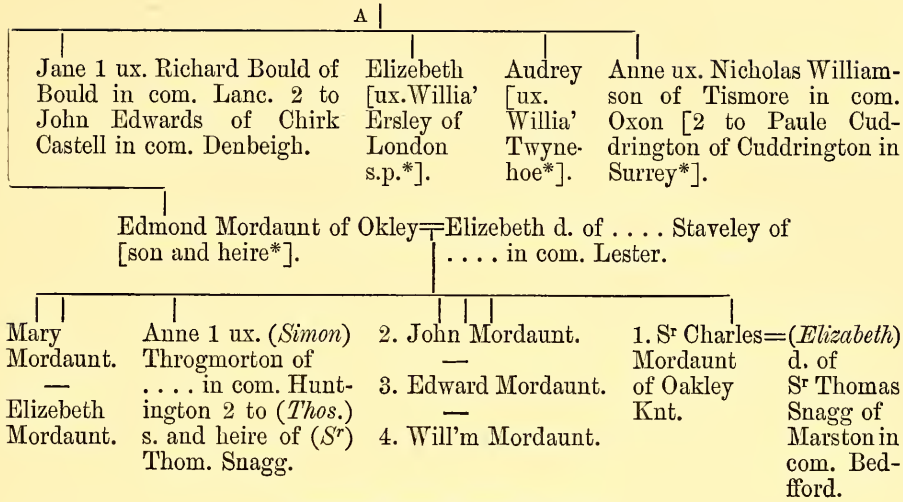 A
Jane 1 ux. Richard Bould of
Bould in com. Lanc. 2 to
John Edwards of Chirk
Castell in com. Denbeigh.
Elizebeth
[ux. Willia'
Ersley of
London
s.p.*].
Audrey
[ux.
Willia'
Twyne-
hoe*].
Anne ux. Nicholas William-
son of Tismore in com.
Oxon [2 to Paule Cud-
drington of Cuddrington in
Surrey*].
Edmond Mordaunt of Okley=Elizebeth d. of .... Staveley of
[son and heire*].
.... in com. Lester.
Mary
Mordaunt.
—
Elizebeth
Mordaunt.
Anne 1 ux. (Simon)
Throgmorton of
.... in com. Hunt-
ington 2 to (Thos.)
s. and heire of (Sr)
Thom. Snagg.
2. John Mordaunt.
—
3. Edward Mordaunt.
—
4. Will'm Mordaunt.
1. Sr Charles=(Elizabeth)
Mordaunt
of Oakley
Knt.
d. of
Sr Thomas
Snagg of
Marston in
com. Bed-
fford.